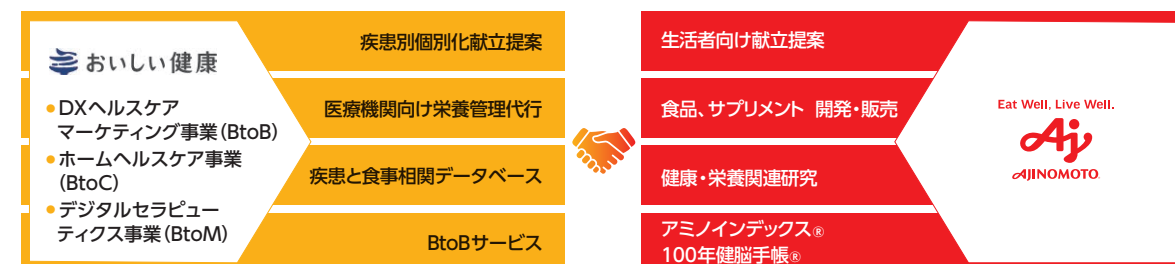 おいしい健康
●DXヘルスケア
マーケティング事業(BtoB)
●ホームヘルスケア事業
(BtoC)
●デジタルセラピュー
ティクス事業(BtoM)
疾患別個別化献立提案
医療機関向け栄養管理代行
疾患と食事相関データベース
BtoBサービス
生活者向け献立提案
食品、サプリメント 開発・販売
健康・栄養関連研究
アミノインデックス®
100年健脳手帳®
Eat Well, Live Well.
Aj
AJINOMOTO